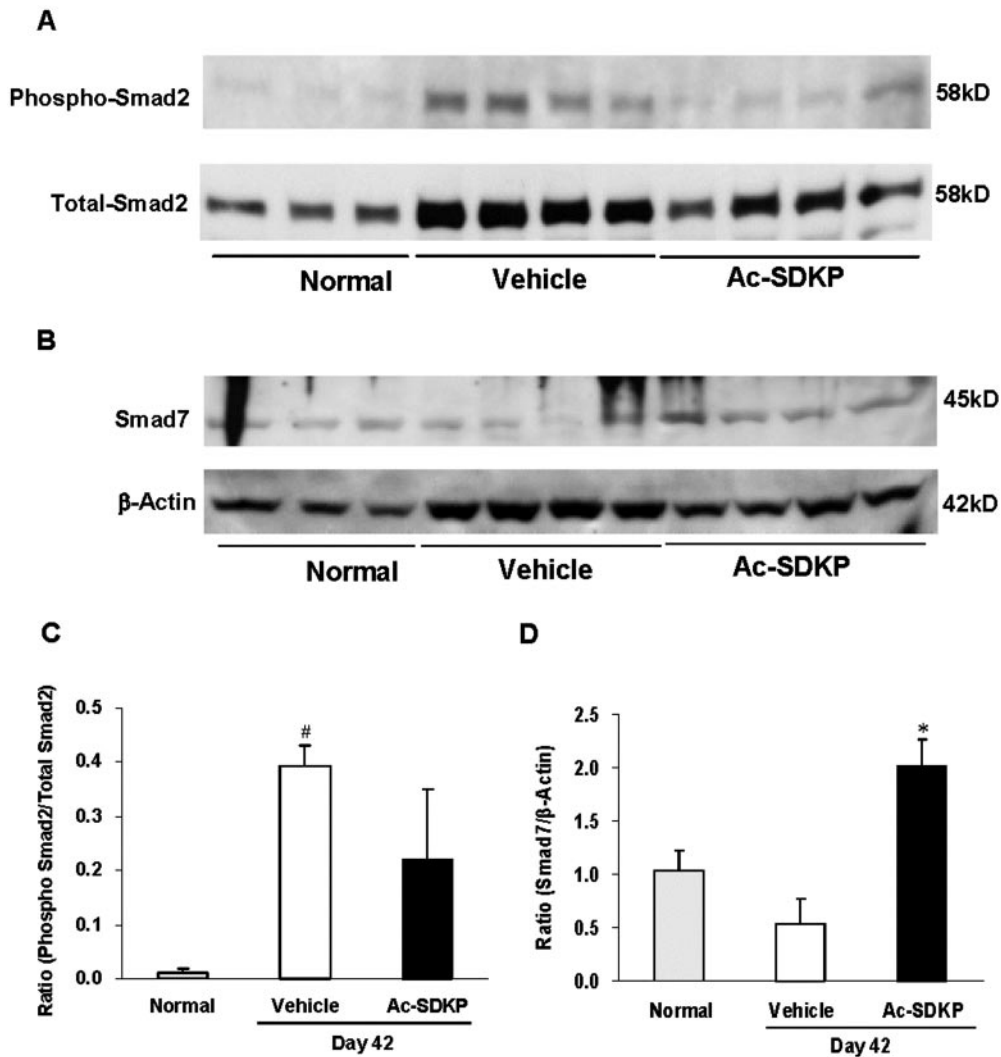 A
Phospho-Smad2
58kD
Total-Smad2
58kD
Normal Vehicle Ac-SDKP
B
Smad7
45kD
β-Actin
42kD
Normal Vehicle Ac-SDKP
C
Ratio (Phospho Smad2/Total Smad2)
0.5
0.4
0.3
0.2
0.1
0.0
#
Normal Vehicle Ac-SDKP
Day 42
D
Ratio (Smad7/β-Actin)
2.5
2.0
1.5
1.0
0.5
0.0
*
Normal Vehicle Ac-SDKP
Day 42